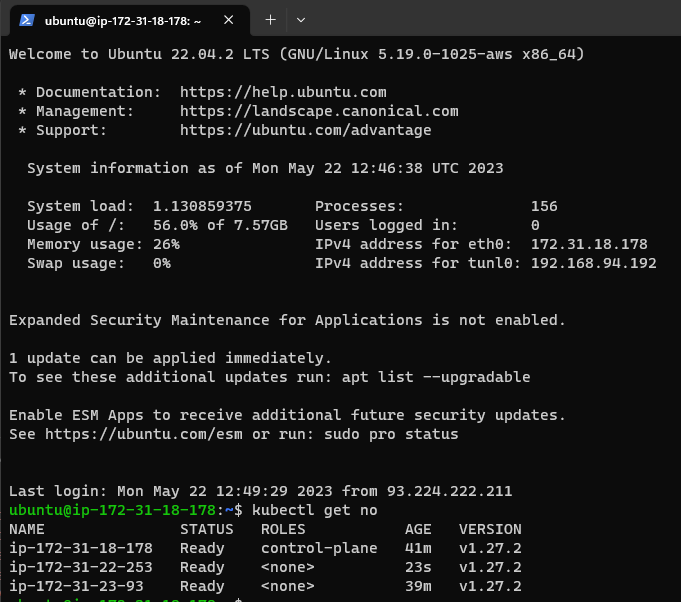 ubuntu@ip-172-31-18-178: ~
Welcome to Ubuntu 22.04.2 LTS (GNU/Linux 5.19.0-1025-aws x86_64)
* Documentation:  https://help.ubuntu.com
* Management:     https://landscape.canonical.com
* Support:        https://ubuntu.com/advantage
System information as of Mon May 22 12:46:38 UTC 2023
System load:  1.130859375       Processes:              156
Usage of /:   56.0% of 7.57GB   Users logged in:        0
Memory usage: 26%               IPv4 address for eth0:  172.31.18.178
Swap usage:   0%                IPv4 address for tunl0: 192.168.94.192
Expanded Security Maintenance for Applications is not enabled.
1 update can be applied immediately.
To see these additional updates run: apt list --upgradable
Enable ESM Apps to receive additional future security updates.
See https://ubuntu.com/esm or run: sudo pro status
Last login: Mon May 22 12:49:29 2023 from 93.224.222.211
ubuntu@ip-172-31-18-178:~$ kubectl get no
NAME               STATUS   ROLES           AGE   VERSION
ip-172-31-18-178   Ready    control-plane   41m   v1.27.2
ip-172-31-22-253   Ready    <none>          23s   v1.27.2
ip-172-31-23-93    Ready    <none>          39m   v1.27.2